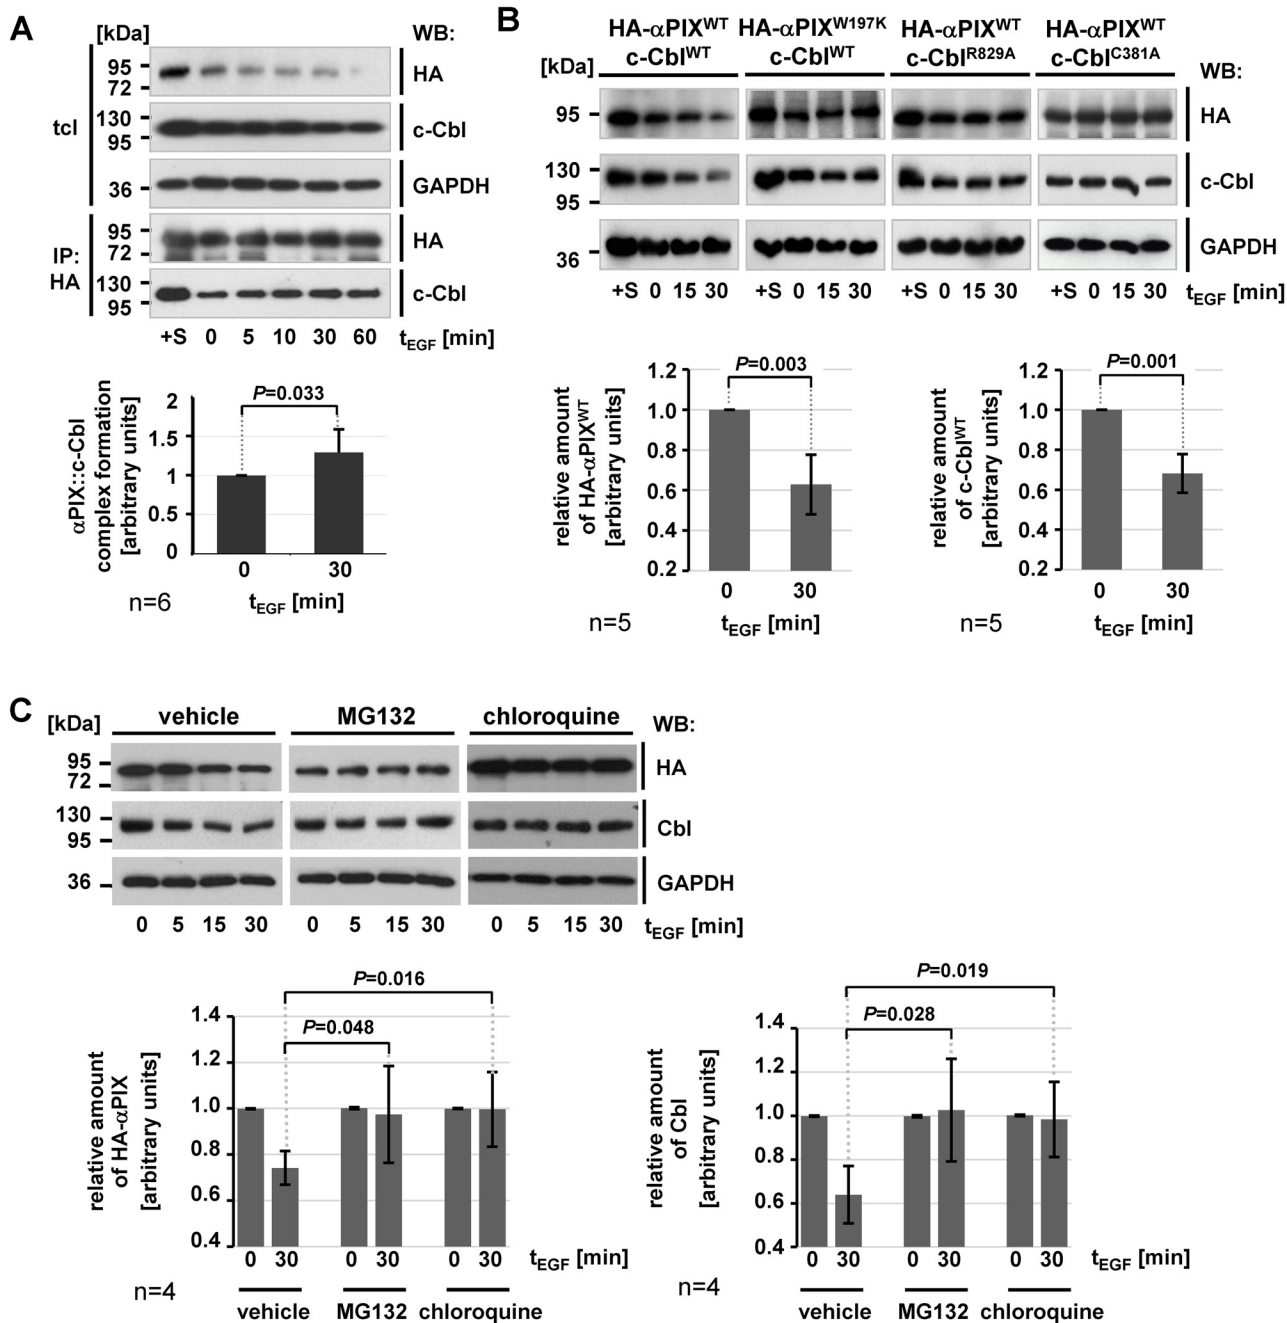 A
[kDa]
WB:
95
72
HA
tcl
130
95
c-Cbl
36
GAPDH
IP:
HA
95
72
HA
130
95
c-Cbl
+S 0 5 10 30 60 tEGF [min]
αPIX::c-Cbl
complex formation
[arbitrary units]
P=0.033
2
1.5
1
0.5
0
0 30
n=6
tEGF [min]
B
HA-αPIXWT
c-CblWT
HA-αPIXW197K
c-CblWT
HA-αPIXWT
c-CblR829A
HA-αPIXWT
c-CblC381A
[kDa]
WB:
95
HA
130
95
c-Cbl
36
GAPDH
+S 0 15 30 +S 0 15 30 +S 0 15 30 +S 0 15 30 tEGF [min]
relative amount
of HA-αPIXWT
[arbitrary units]
P=0.003
1.2
1.0
0.8
0.6
0.4
0.2
0 30
n=5
tEGF [min]
relative amount
of c-CblWT
[arbitrary units]
P=0.001
1.2
1.0
0.8
0.6
0.4
0.2
0 30
n=5
tEGF [min]
C
[kDa]
vehicle MG132 chloroquine
WB:
95
72
HA
130
95
Cbl
36
GAPDH
0 5 15 30 0 5 15 30 0 5 15 30 tEGF [min]
relative amount
of HA-αPIX
[arbitrary units]
P=0.016
P=0.048
1.4
1.2
1.0
0.8
0.6
0.4
0 30 0 30 0 30 tEGF [min]
n=4
vehicle MG132 chloroquine
relative amount
of Cbl
[arbitrary units]
P=0.019
P=0.028
1.4
1.2
1.0
0.8
0.6
0.4
0 30 0 30 0 30 tEGF [min]
n=4
vehicle MG132 chloroquine